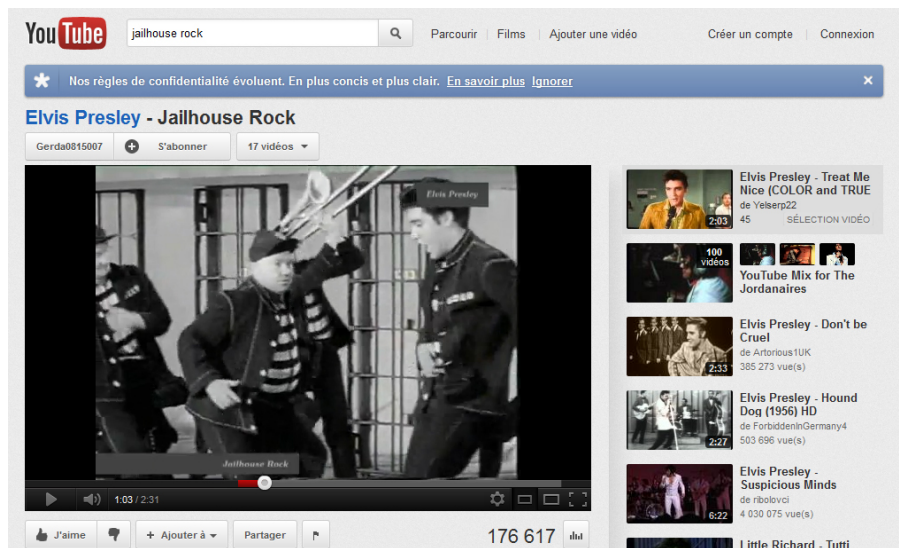 YouTube
jailhouse rock
Parcourir
Films
Ajouter une vidéo
Créer un compte
Connexion
Nos règles de confidentialité évoluent. En plus concis et plus clair. En savoir plus Ignorer
Elvis Presley - Jailhouse Rock
Gerda0815007
S'abonner
17 vidéos
Elvis Presley
Jailhouse Rock
1:03 / 2:31
J'aime
+ Ajouter à
Partager
176 617
2:03
Elvis Presley - Treat Me
Nice (COLOR and TRUE
de Yelserp22
45
SÉLECTION VIDÉO
100
vidéos
YouTube Mix for The
Jordanaires
2:33
Elvis Presley - Don't be
Cruel
de Artorious1UK
385 273 vue(s)
2:27
Elvis Presley - Hound
Dog (1956) HD
de ForbiddenInGermany4
503 696 vue(s)
6:22
Elvis Presley -
Suspicious Minds
de ribolovci
4 030 075 vue(s)
Little Richard - Tutti